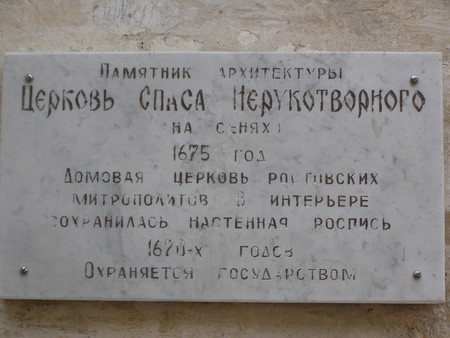 Памятник архитектуры
Церковь Спаса Нерукотворного
на сенях
1675 год
Домовая церковь ростовских
митрополитов В интерьере
сохранилась настенная роспись
1670-х годов
Охраняется государством